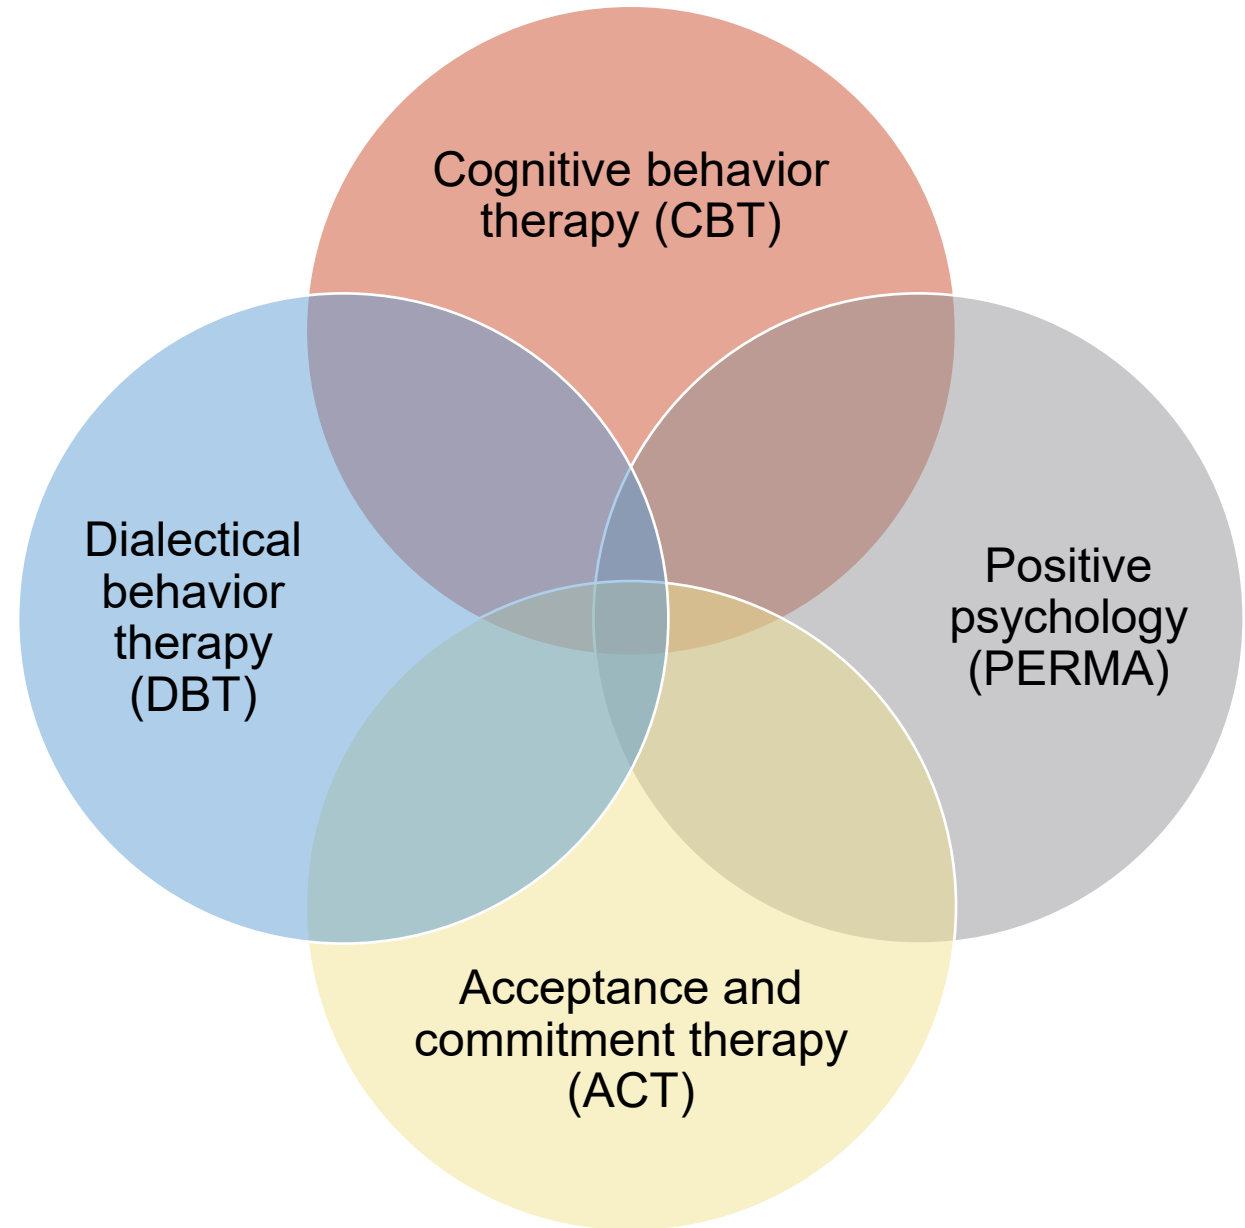 Cognitive behavior
therapy (CBT)
Dialectical
behavior
therapy
(DBT)
Positive
psychology
(PERMA)
Acceptance and
commitment therapy
(ACT)